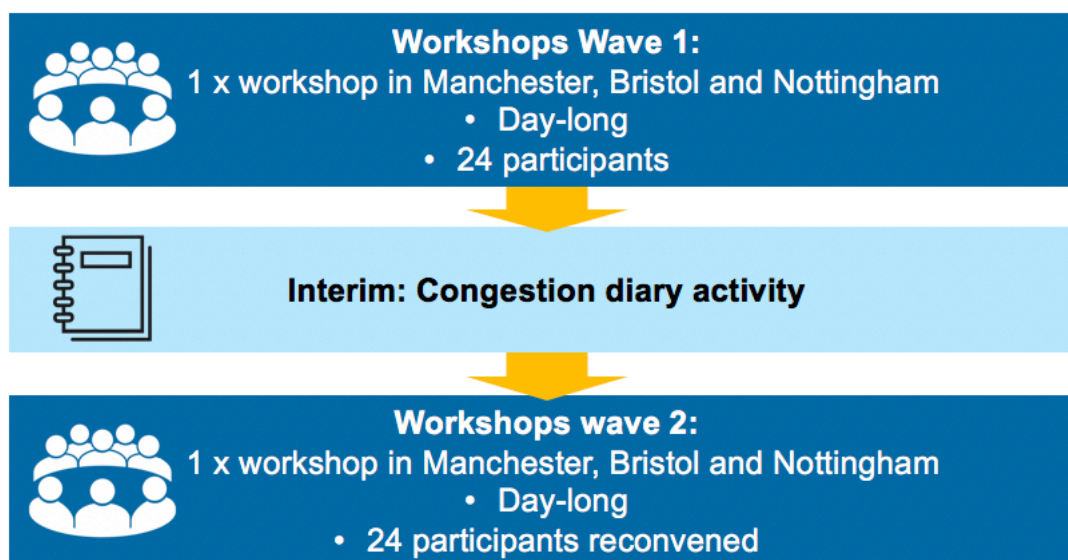 Workshops Wave 1:
1 x workshop in Manchester, Bristol and Nottingham
• Day-long
• 24 participants
Interim: Congestion diary activity
Workshops wave 2:
1 x workshop in Manchester, Bristol and Nottingham
• Day-long
• 24 participants reconvened